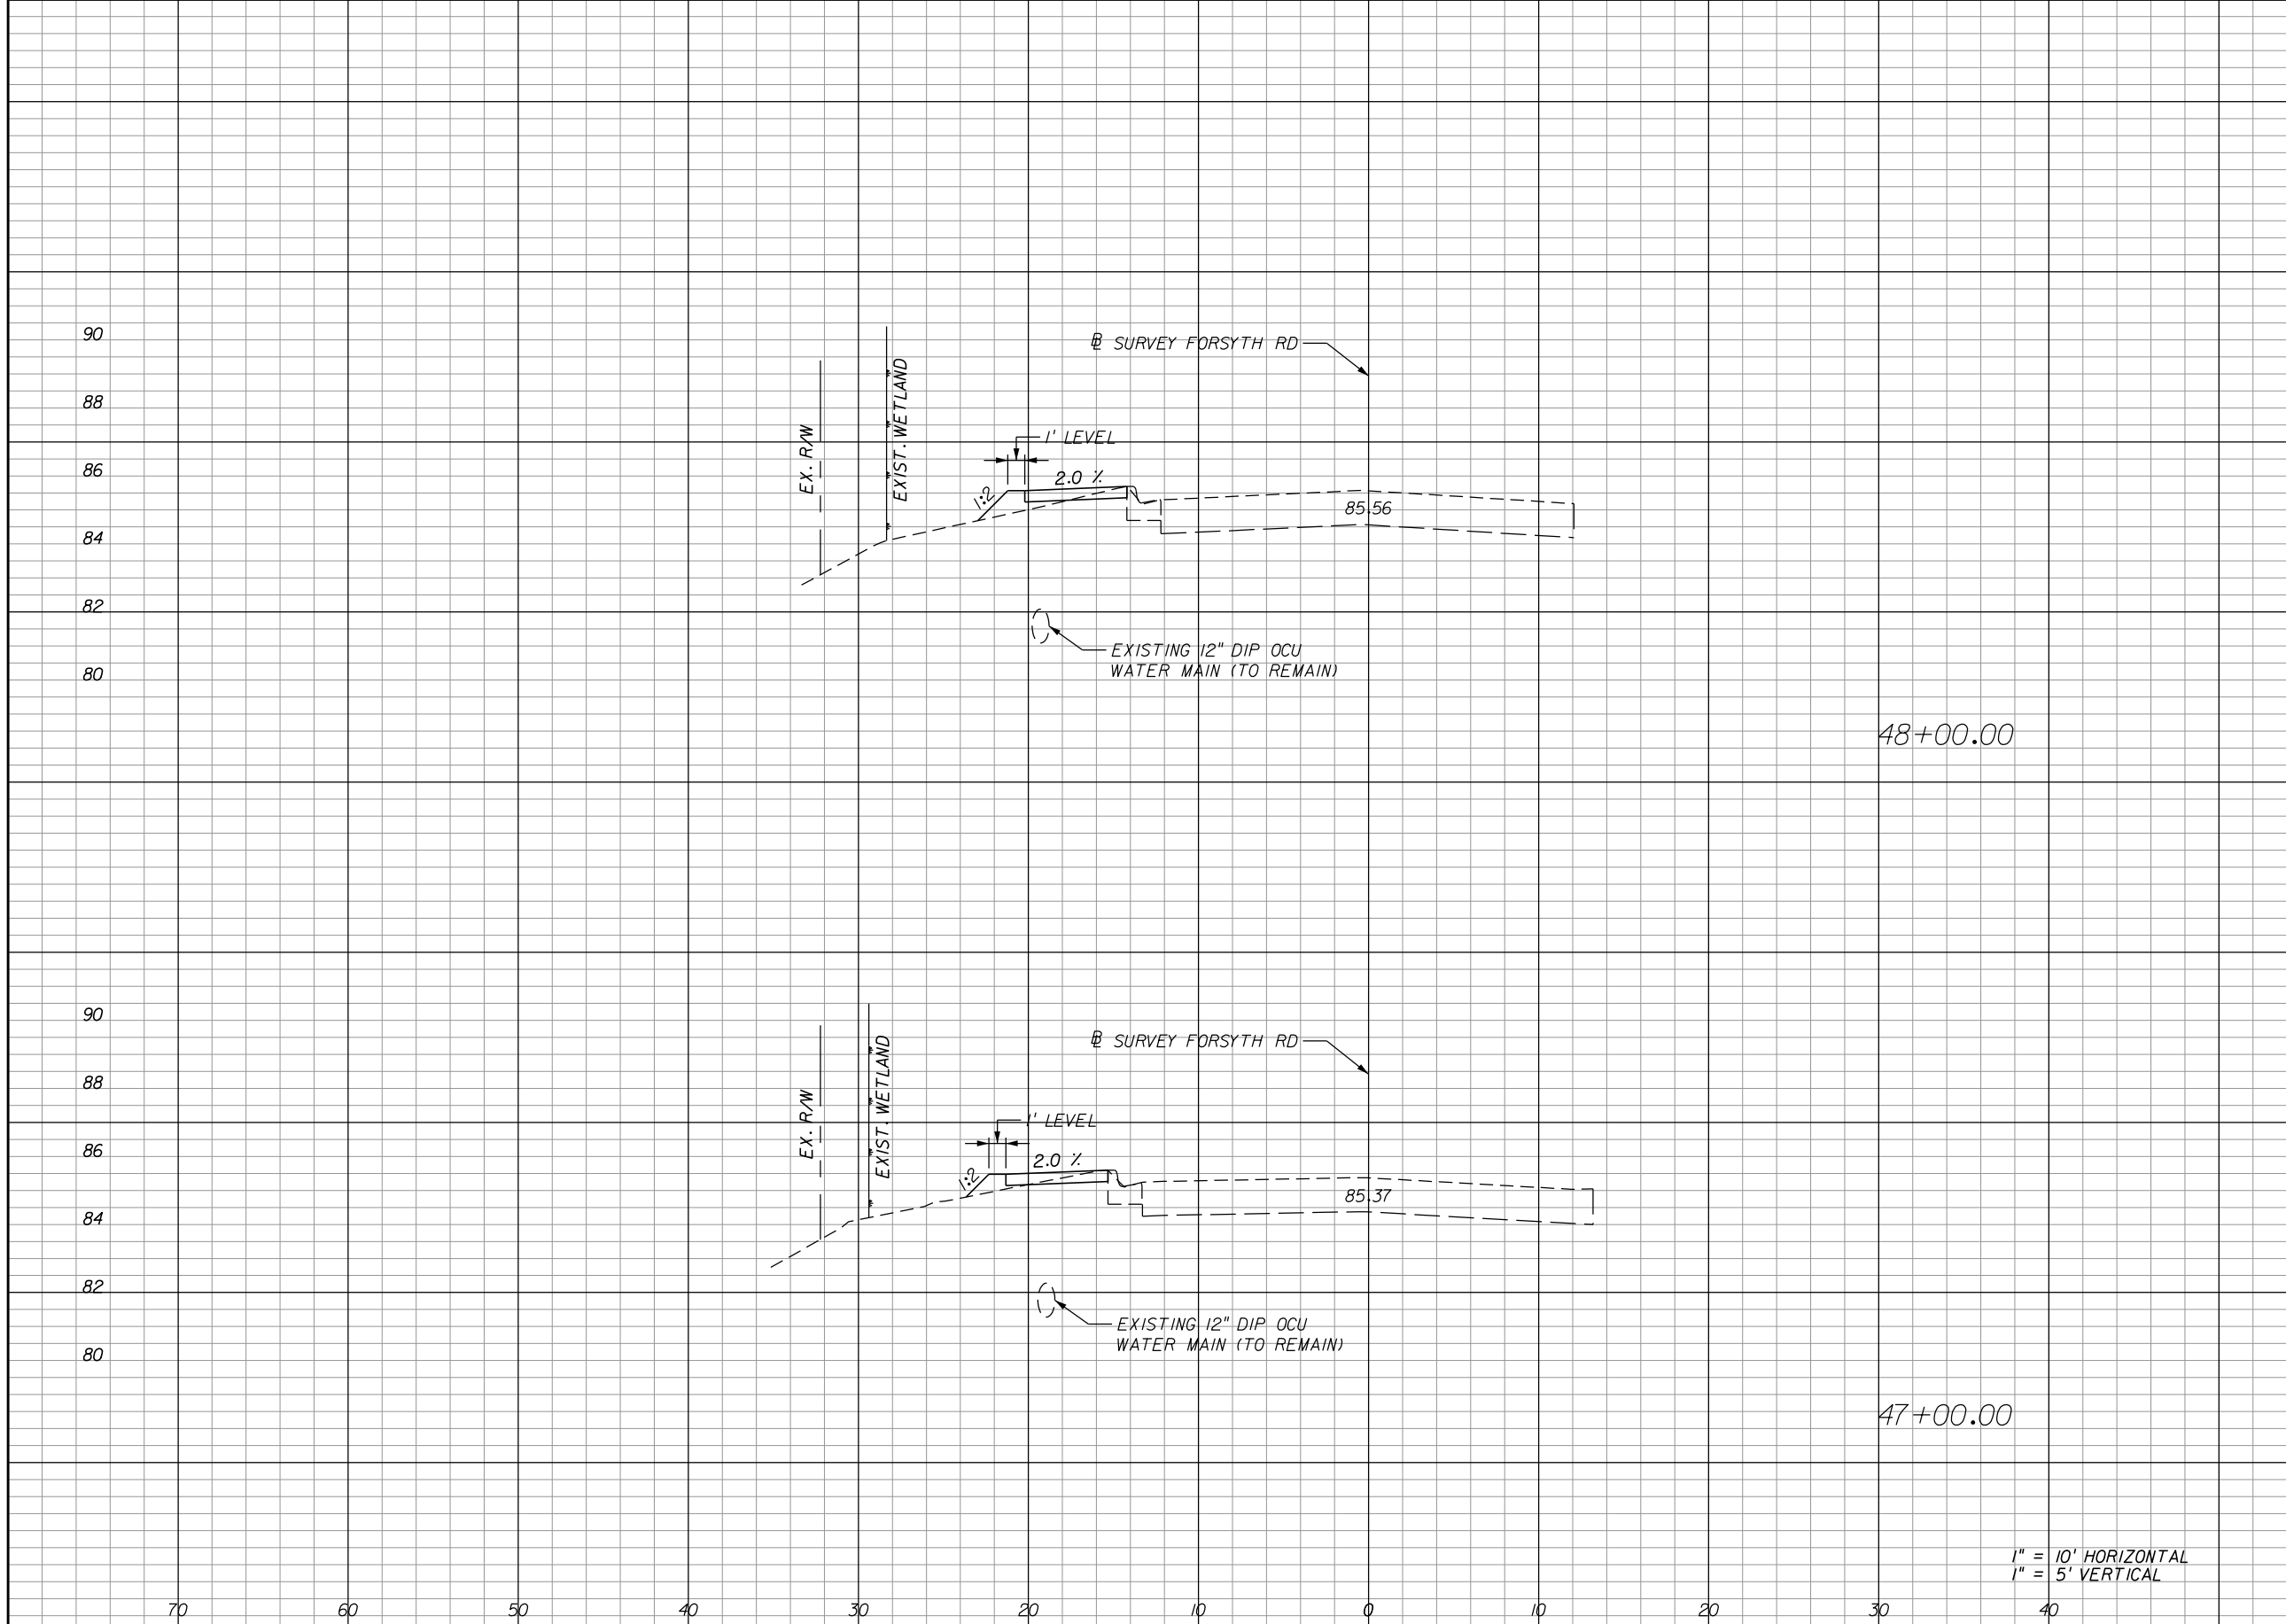 90
℄ SURVEY FORSYTH RD
EXIST. WETLAND
88
EX. R/W
1' LEVEL
86
2.0 %
1:2
85.56
84
82
EXISTING 12" DIP OCU
WATER MAIN (TO REMAIN)
80
48+00.00
90
℄ SURVEY FORSYTH RD
EXIST. WETLAND
88
EX. R/W
1' LEVEL
86
2.0 %
1:2
85.37
84
82
EXISTING 12" DIP OCU
WATER MAIN (TO REMAIN)
80
47+00.00
1" = 10' HORIZONTAL
1" = 5' VERTICAL
70 60 50 40 30 20 10 0 10 20 30 40